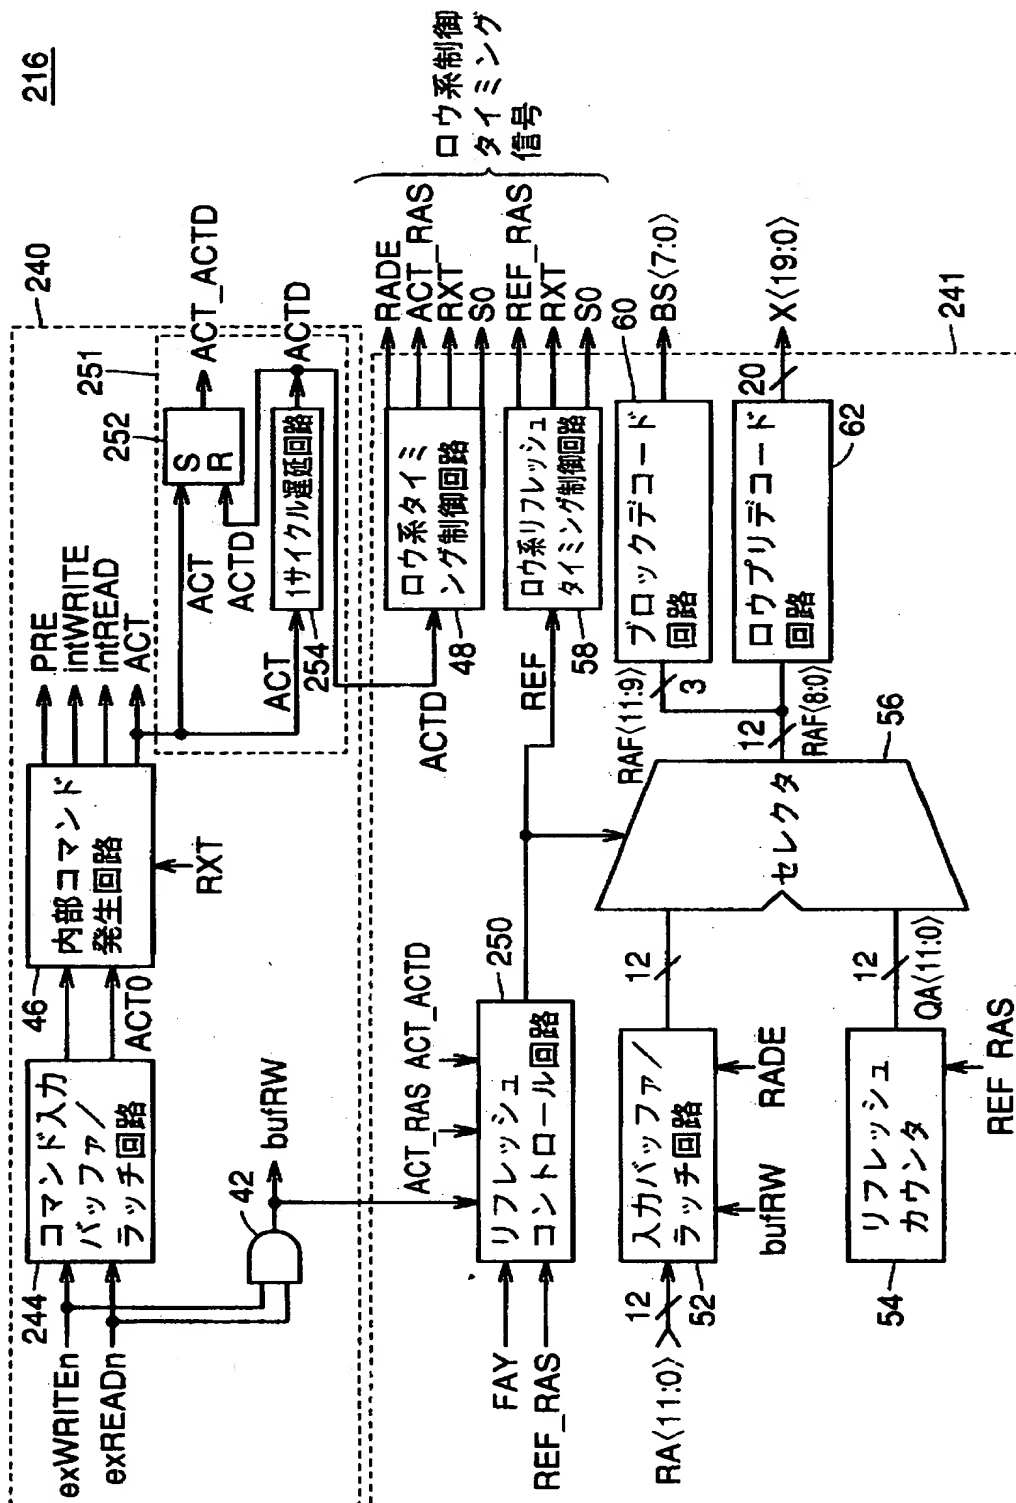 216
240
exWRITEn
exREADn
244
コマンド入力
バッファ/
ラッチ回路
ACT0
46
内部コマンド
発生回路
RXT
PRE
intWRITE
intREAD
ACT
42
bufRW
251
252
S
R
ACT
ACTD
ACT_ACTD
ACT
254
1サイクル遅延回路
ACTD
241
ACTD
48
ロウ系タイミ
ング制御回路
RADE
ACT_RAS
RXT
S0
REF
58
ロウ系リフレッシュ
タイミング制御回路
REF_RAS
RXT
S0
ロウ系制御
タイミング
信号
FAY
REF_RAS
ACT_RAS
ACT_ACTD
250
リフレッシュ
コントロール回路
RA⟨11:0⟩
12
52
入力バッファ/
ラッチ回路
bufRW
RADE
12
54
リフレッシュ
カウンタ
REF_RAS
12
QA⟨11:0⟩
セレクタ
56
12
RAF⟨11:9⟩
3
RAF⟨8:0⟩
60
ブロックデコード
回路
BS⟨7:0⟩
62
ロウプリデコード
回路
20
X⟨19:0⟩